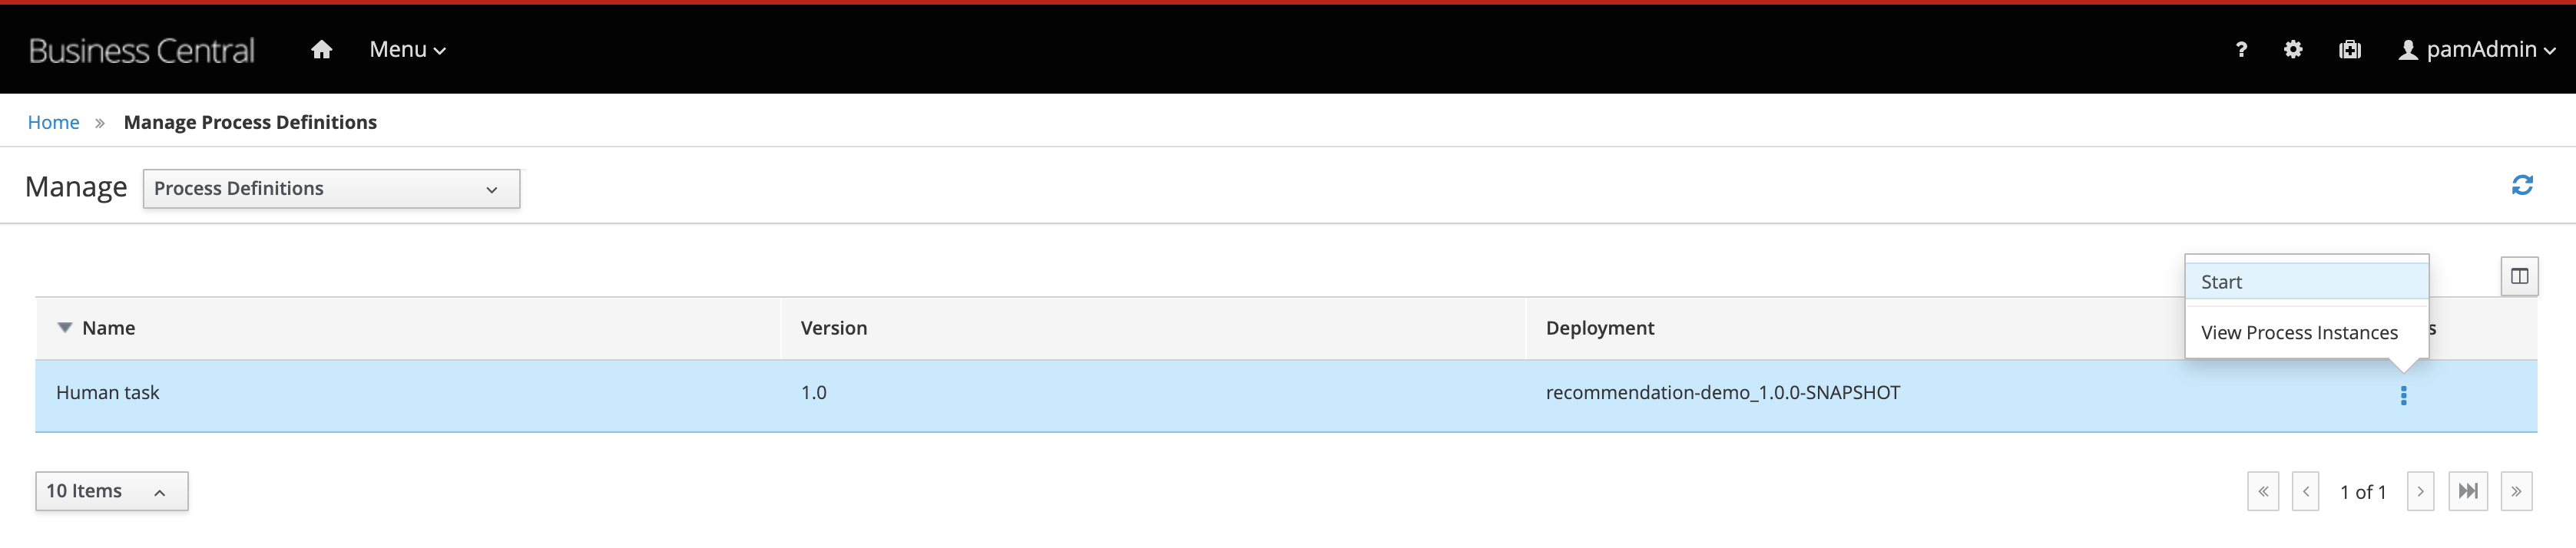 Business Central Menu ? pamAdmin
Home » Manage Process Definitions
Manage Process Definitions
Start
Name Version Deployment
View Process Instances s
Human task 1.0 recommendation-demo_1.0.0-SNAPSHOT
10 Items 1 of 1